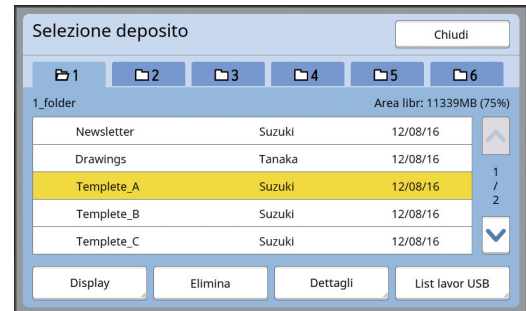 Selezione deposito Chiudi
1 2 3 4 5 6
1_folder Area libr: 11339MB (75%)
Newsletter Suzuki 12/08/16
Drawings Tanaka 12/08/16
Templete_A Suzuki 12/08/16
Templete_B Suzuki 12/08/16
Templete_C Suzuki 12/08/16
1
/
2
Display Elimina Dettagli List lavor USB